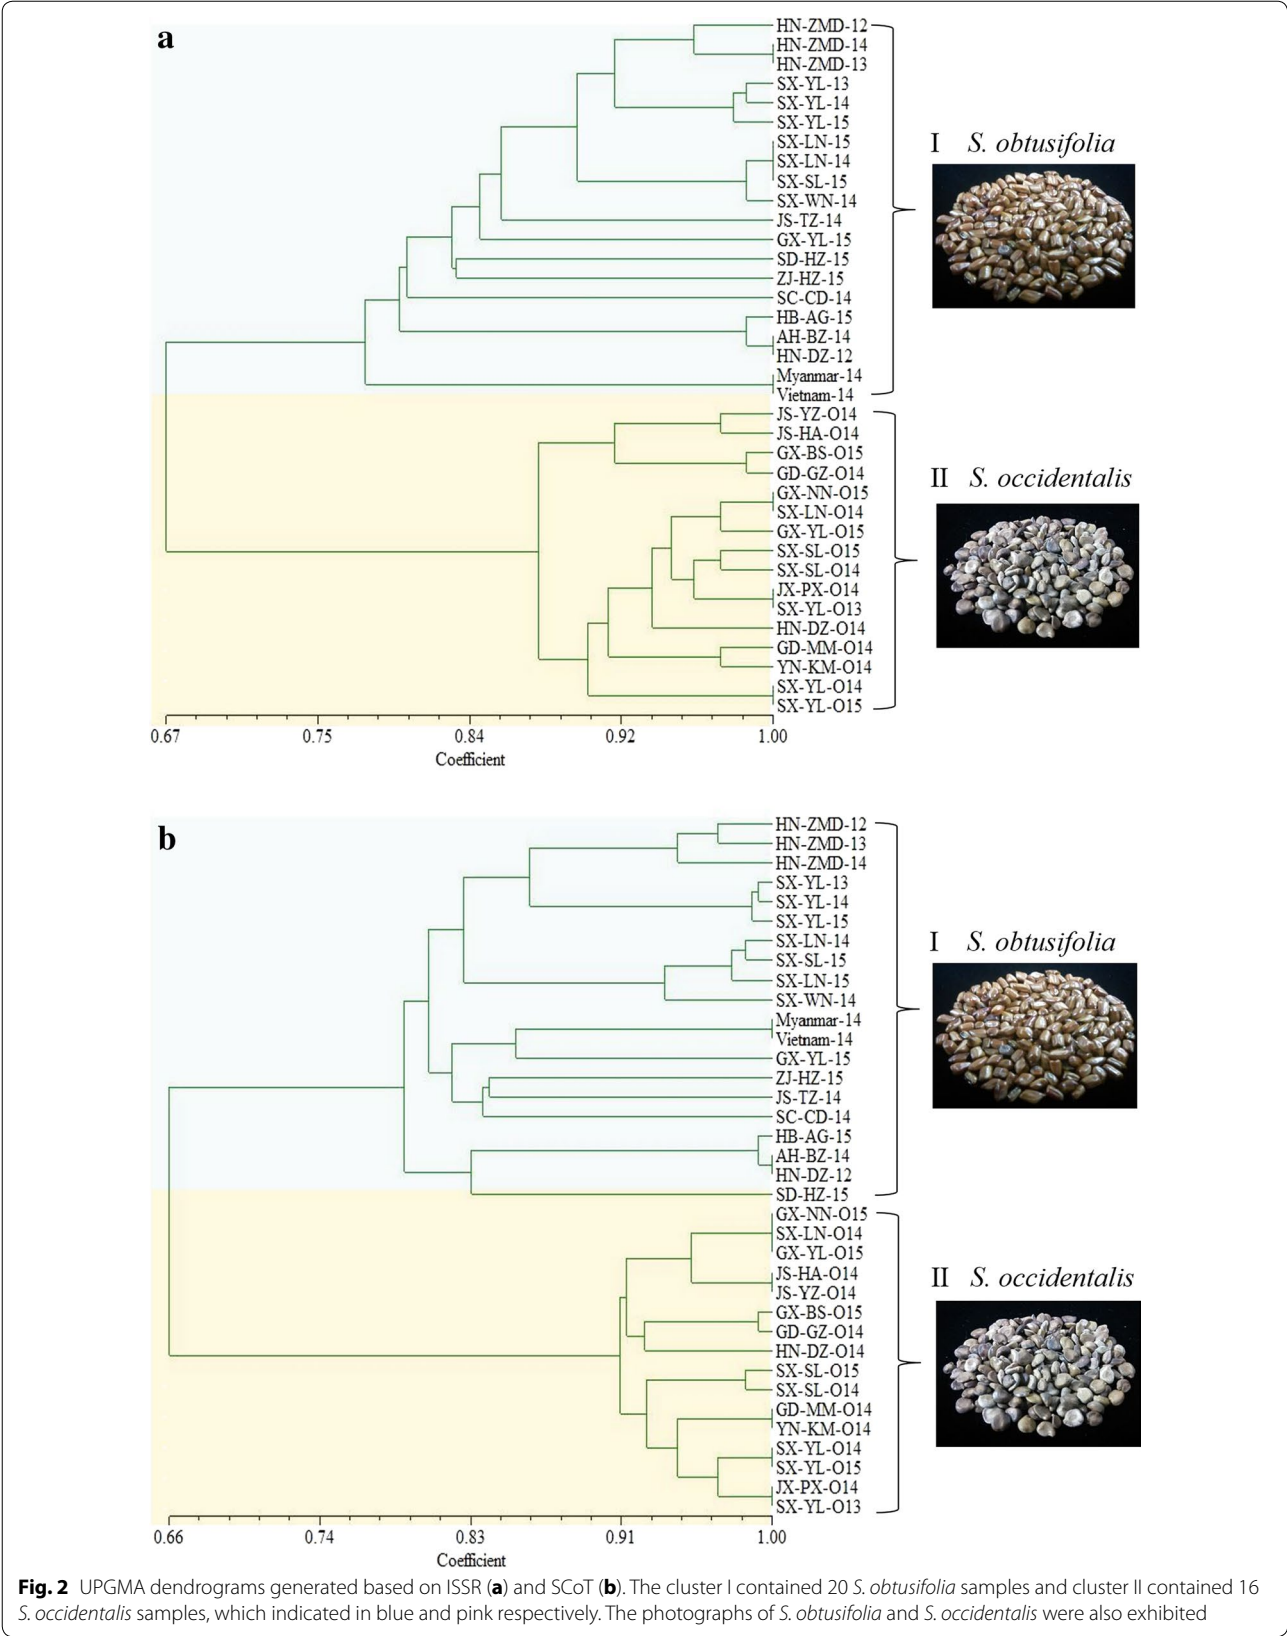 a
HN-ZMD-12
HN-ZMD-14
HN-ZMD-13
SX-YL-13
SX-YL-14
SX-YL-15
SX-LN-15
SX-LN-14
SX-SL-15
SX-WN-14
JS-TZ-14
GX-YL-15
SD-HZ-15
ZJ-HZ-15
SC-CD-14
HB-AG-15
AH-BZ-14
HN-DZ-12
Myanmar-14
Vietnam-14
I S. obtusifolia
JS-YZ-O14
JS-HA-O14
GX-BS-O15
GD-GZ-O14
GX-NN-O15
SX-LN-O14
GX-YL-O15
SX-SL-O15
SX-SL-O14
JX-PX-O14
SX-YL-O13
HN-DZ-O14
GD-MM-O14
YN-KM-O14
SX-YL-O14
SX-YL-O15
II S. occidentalis
0.67 0.75 0.84 0.92 1.00
Coefficient
b
HN-ZMD-12
HN-ZMD-13
HN-ZMD-14
SX-YL-13
SX-YL-14
SX-YL-15
SX-LN-14
SX-SL-15
SX-LN-15
SX-WN-14
Myanmar-14
Vietnam-14
GX-YL-15
ZJ-HZ-15
JS-TZ-14
SC-CD-14
HB-AG-15
AH-BZ-14
HN-DZ-12
SD-HZ-15
I S. obtusifolia
GX-NN-O15
SX-LN-O14
GX-YL-O15
JS-HA-O14
JS-YZ-O14
GX-BS-O15
GD-GZ-O14
HN-DZ-O14
SX-SL-O15
SX-SL-O14
GD-MM-O14
YN-KM-O14
SX-YL-O14
SX-YL-O15
JX-PX-O14
SX-YL-O13
II S. occidentalis
0.66 0.74 0.83 0.91 1.00
Coefficient
Fig. 2 UPGMA dendrograms generated based on ISSR (a) and SCoT (b). The cluster I contained 20 S. obtusifolia samples and cluster II contained 16
S. occidentalis samples, which indicated in blue and pink respectively. The photographs of S. obtusifolia and S. occidentalis were also exhibited